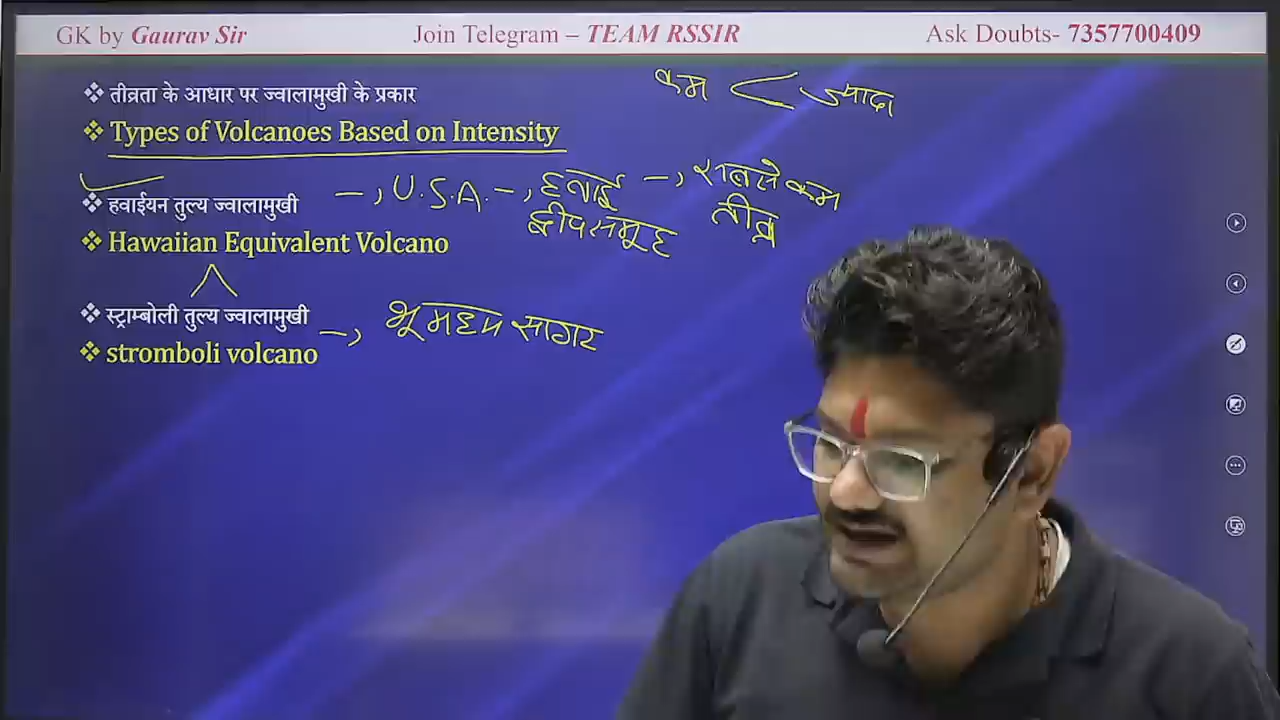 GK by Gaurav Sir
Join Telegram – TEAM RSSIR
Ask Doubts- 7357700409
❖ तीव्रता के आधार पर ज्वालामुखी के प्रकार
कम < ज्यादा
❖ Types of Volcanoes Based on Intensity
❖ हवाईयन तुल्य ज्वालामुखी → U.S.A. → हवाई द्वीपसमूह → सबसे कम तीव्र
❖ Hawaiian Equivalent Volcano
❖ स्ट्राम्बोली तुल्य ज्वालामुखी → भूमध्य सागर
❖ stromboli volcano